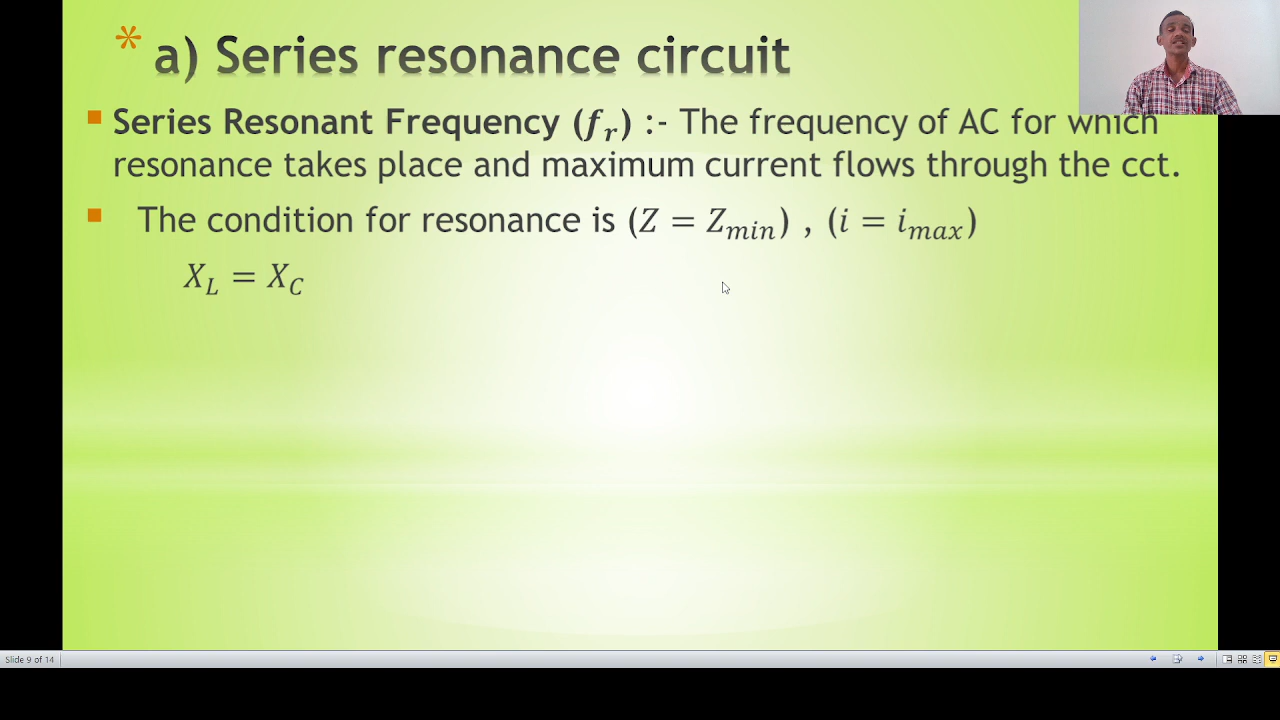 * a) Series resonance circuit
▪ Series Resonant Frequency (𝒇𝒓) :- The frequency of AC for which
resonance takes place and maximum current flows through the cct.
▪ The condition for resonance is (𝑍 = 𝑍𝑚𝑖𝑛) , (𝑖 = 𝑖𝑚𝑎𝑥)
𝑋𝐿 = 𝑋𝐶
Slide 9 of 14